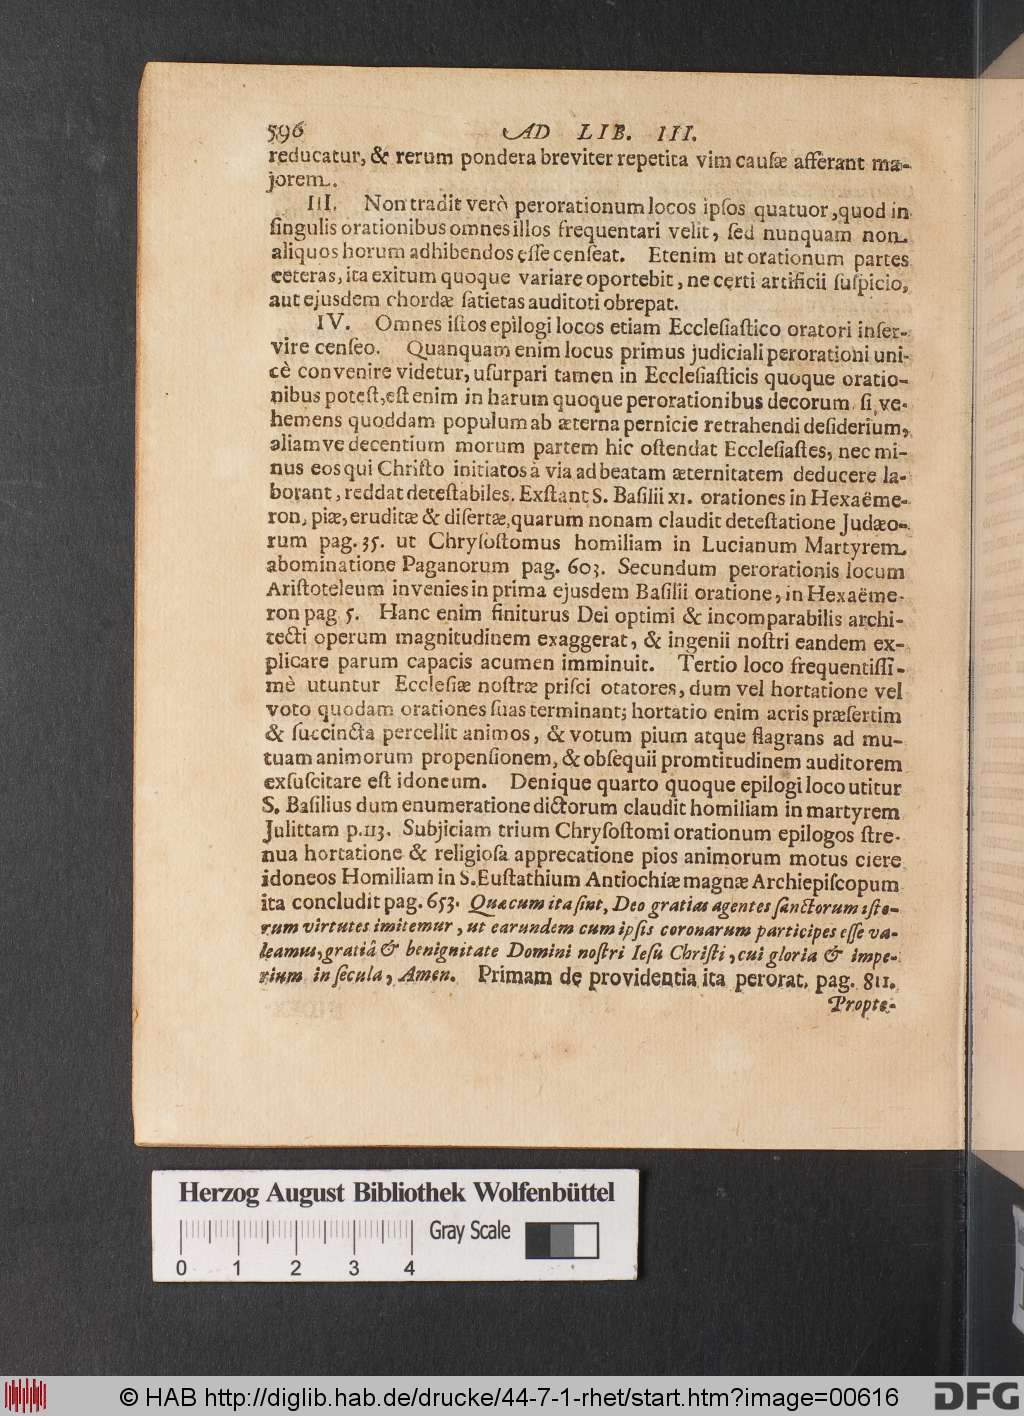 596 AD LIB. III.
reducatur, & rerum pondera breviter repetita vim causæ afferant ma-
jorem.
III. Non tradit verò perorationum locos ipsos quatuor, quod in
singulis orationibus omnes illos frequentari velit, sed nunquam non
aliquos horum adhibendos esse censeat. Etenim ut orationum partes
ceteras, ita exitum quoque variare oportebit, ne certi artificii suspicio,
aut ejusdem chordæ satietas auditoti obrepat.
IV. Omnes istos epilogi locos etiam Ecclesiastico oratori inser-
vire censeo. Quanquam enim locus primus judiciali perorationi uni-
cè convenire videtur, usurpari tamen in Ecclesiasticis quoque oratio-
nibus potest, est enim in harum quoque perorationibus decorum, si, ve-
hemens quoddam populum ab æterna pernicie retrahendi desiderium,
aliamve decentium morum partem hic ostendat Ecclesiastes, nec mi-
nus eos qui Christo initiatos à via ad beatam æternitatem deducere la-
borant, reddat detestabiles. Exstant S. Basilii XI. orationes in Hexaëme-
ron, piæ, eruditæ & disertæ, quarum nonam claudit detestatione Judæo-
rum pag. 35. ut Chrysostomus homiliam in Lucianum Martyrem
abominatione Paganorum pag. 603. Secundum perorationis locum
Aristoteleum invenies in prima ejusdem Basilii oratione, in Hexaëme-
ron pag 5. Hanc enim finiturus Dei optimi & incomparabilis archi-
tecti operum magnitudinem exaggerat, & ingenii nostri eandem ex-
plicare parum capacis acumen imminuit. Tertio loco frequentissi-
mè utuntur Ecclesiæ nostræ prisci otatores, dum vel hortatione vel
voto quodam orationes suas terminant; hortatio enim acris præsertim
& succincta percellit animos, & votum pium atque flagrans ad mu-
tuam animorum propensionem, & obsequii promtitudinem auditorem
exsuscitare est idoneum. Denique quarto quoque epilogi loco utitur
S. Basilius dum enumeratione dictorum claudit homiliam in martyrem
Julittam p. 113. Subjiciam trium Chrysostomi orationum epilogos stre-
nua hortatione & religiosa apprecatione pios animorum motus ciere
idoneos Homiliam in S. Eustathium Antiochiæ magnæ Archiepiscopum
ita concludit pag. 653. Quæ cum ita sint, Deo gratias agentes sanctorum isto-
rum virtutes imitemur, ut earundem cum ipsis coronarum participes esse va-
leamus, gratiâ & benignitate Domini nostri Iesu Christi, cui gloria & impe-
rium in secula, Amen. Primam de providentia ita perorat, pag. 811.
Propte-
Herzog August Bibliothek Wolfenbüttel
Gray Scale
0 1 2 3 4
© HAB http://diglib.hab.de/drucke/44-7-1-rhet/start.htm?image=00616
DFG